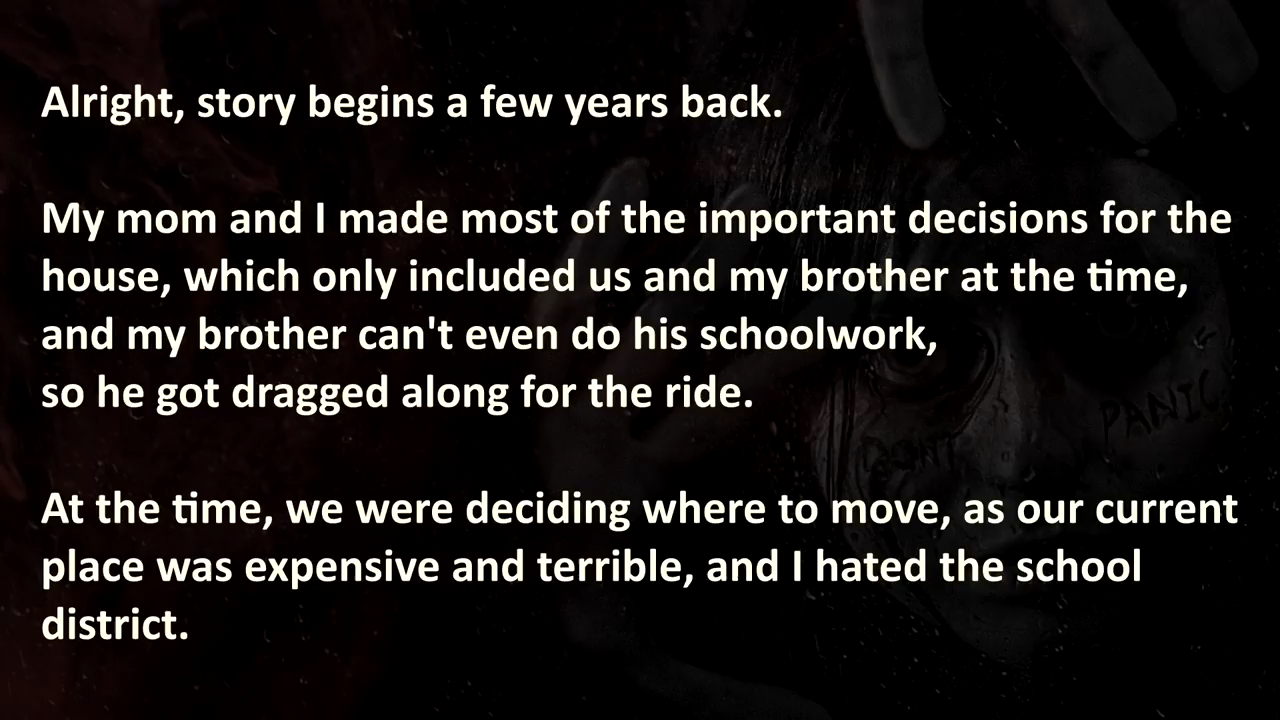 Alright, story begins a few years back.
My mom and I made most of the important decisions for the
house, which only included us and my brother at the time,
and my brother can't even do his schoolwork,
so he got dragged along for the ride.
At the time, we were deciding where to move, as our current
place was expensive and terrible, and I hated the school
district.
DON'T
PANIC